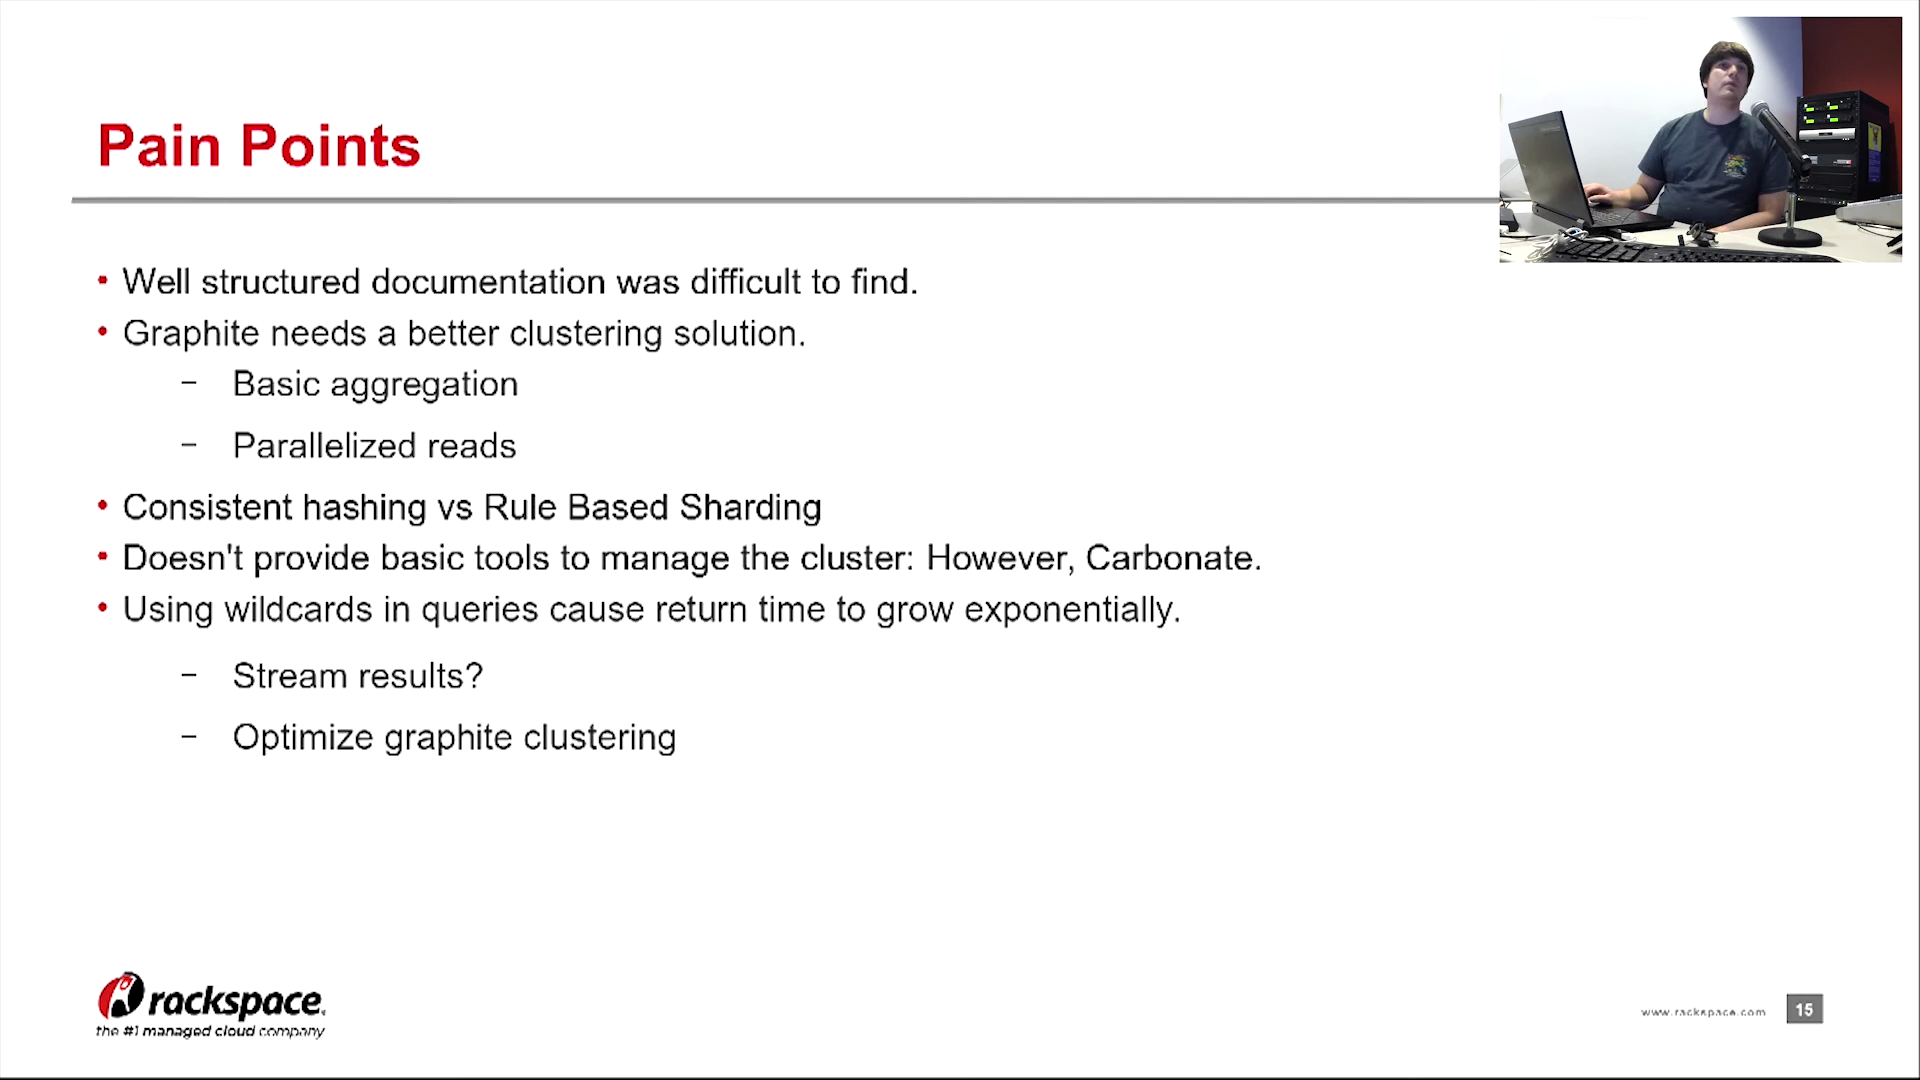 Pain Points
• Well structured documentation was difficult to find.
• Graphite needs a better clustering solution.
– Basic aggregation
– Parallelized reads
• Consistent hashing vs Rule Based Sharding
• Doesn't provide basic tools to manage the cluster: However, Carbonate.
• Using wildcards in queries cause return time to grow exponentially.
– Stream results?
– Optimize graphite clustering
rackspace.
the #1 managed cloud company
www.rackspace.com 15